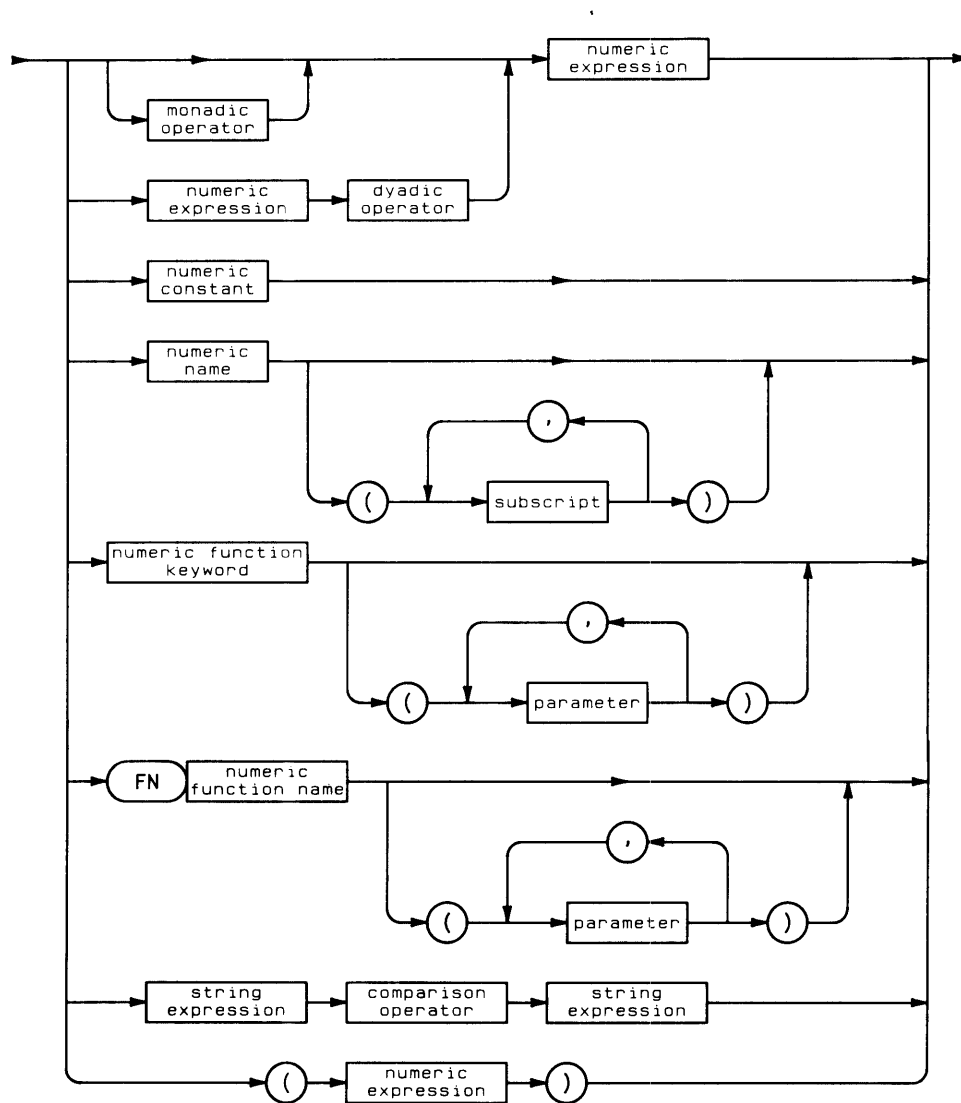 numeric
expression
monadic
operator
numeric
expression
dyadic
operator
numeric
constant
numeric
name
,
(
subscript
)
numeric function
keyword
,
(
parameter
)
FN
numeric
function name
,
(
parameter
)
string
expression
comparison
operator
string
expression
(
numeric
expression
)